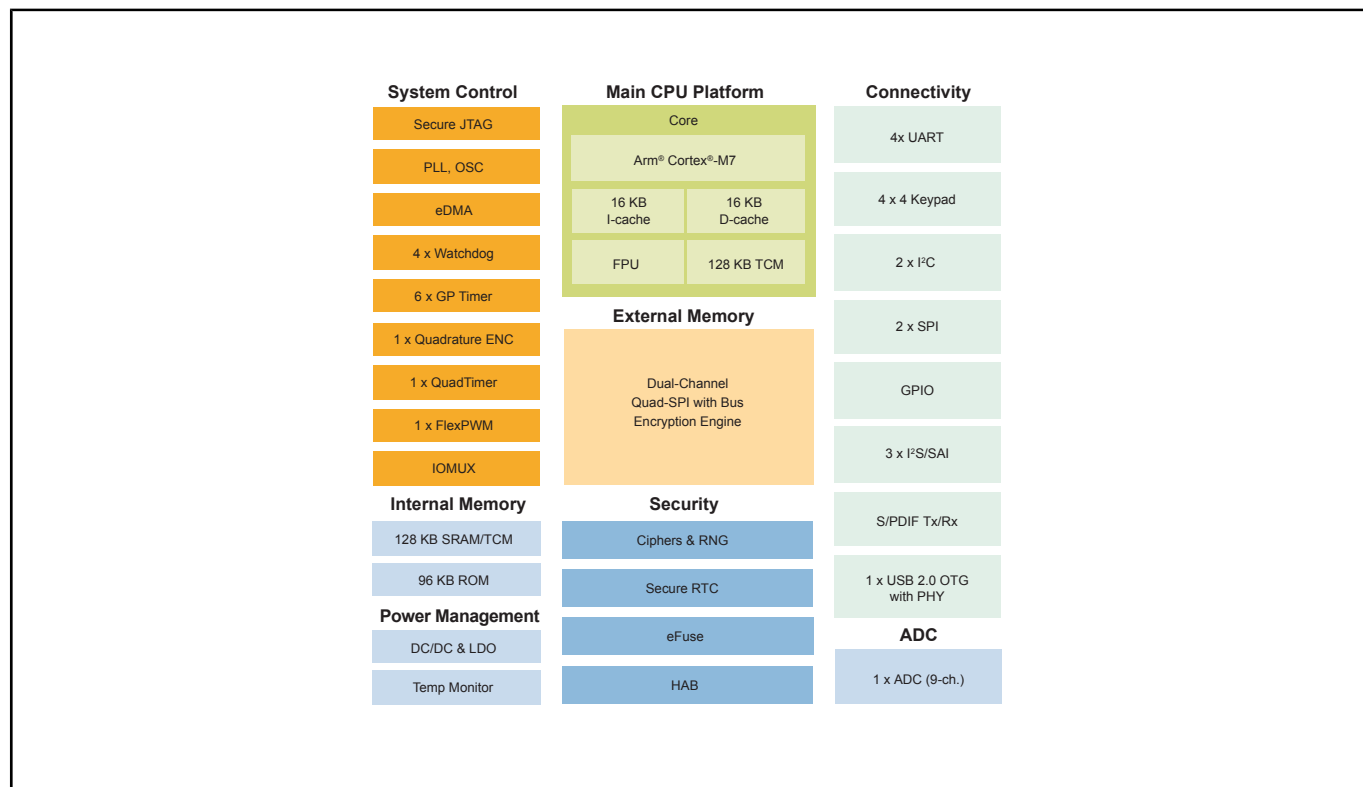 System Control
Secure JTAG
PLL, OSC
eDMA
4 x Watchdog
6 x GP Timer
1 x Quadrature ENC
1 x QuadTimer
1 x FlexPWM
IOMUX
Internal Memory
128 KB SRAM/TCM
96 KB ROM
Power Management
DC/DC & LDO
Temp Monitor
Main CPU Platform
Core
Arm® Cortex®-M7
16 KB
I-cache
16 KB
D-cache
FPU
128 KB TCM
External Memory
Dual-Channel
Quad-SPI with Bus
Encryption Engine
Security
Ciphers & RNG
Secure RTC
eFuse
HAB
Connectivity
4x UART
4 x 4 Keypad
2 x I²C
2 x SPI
GPIO
3 x I²S/SAI
S/PDIF Tx/Rx
1 x USB 2.0 OTG
with PHY
ADC
1 x ADC (9-ch.)